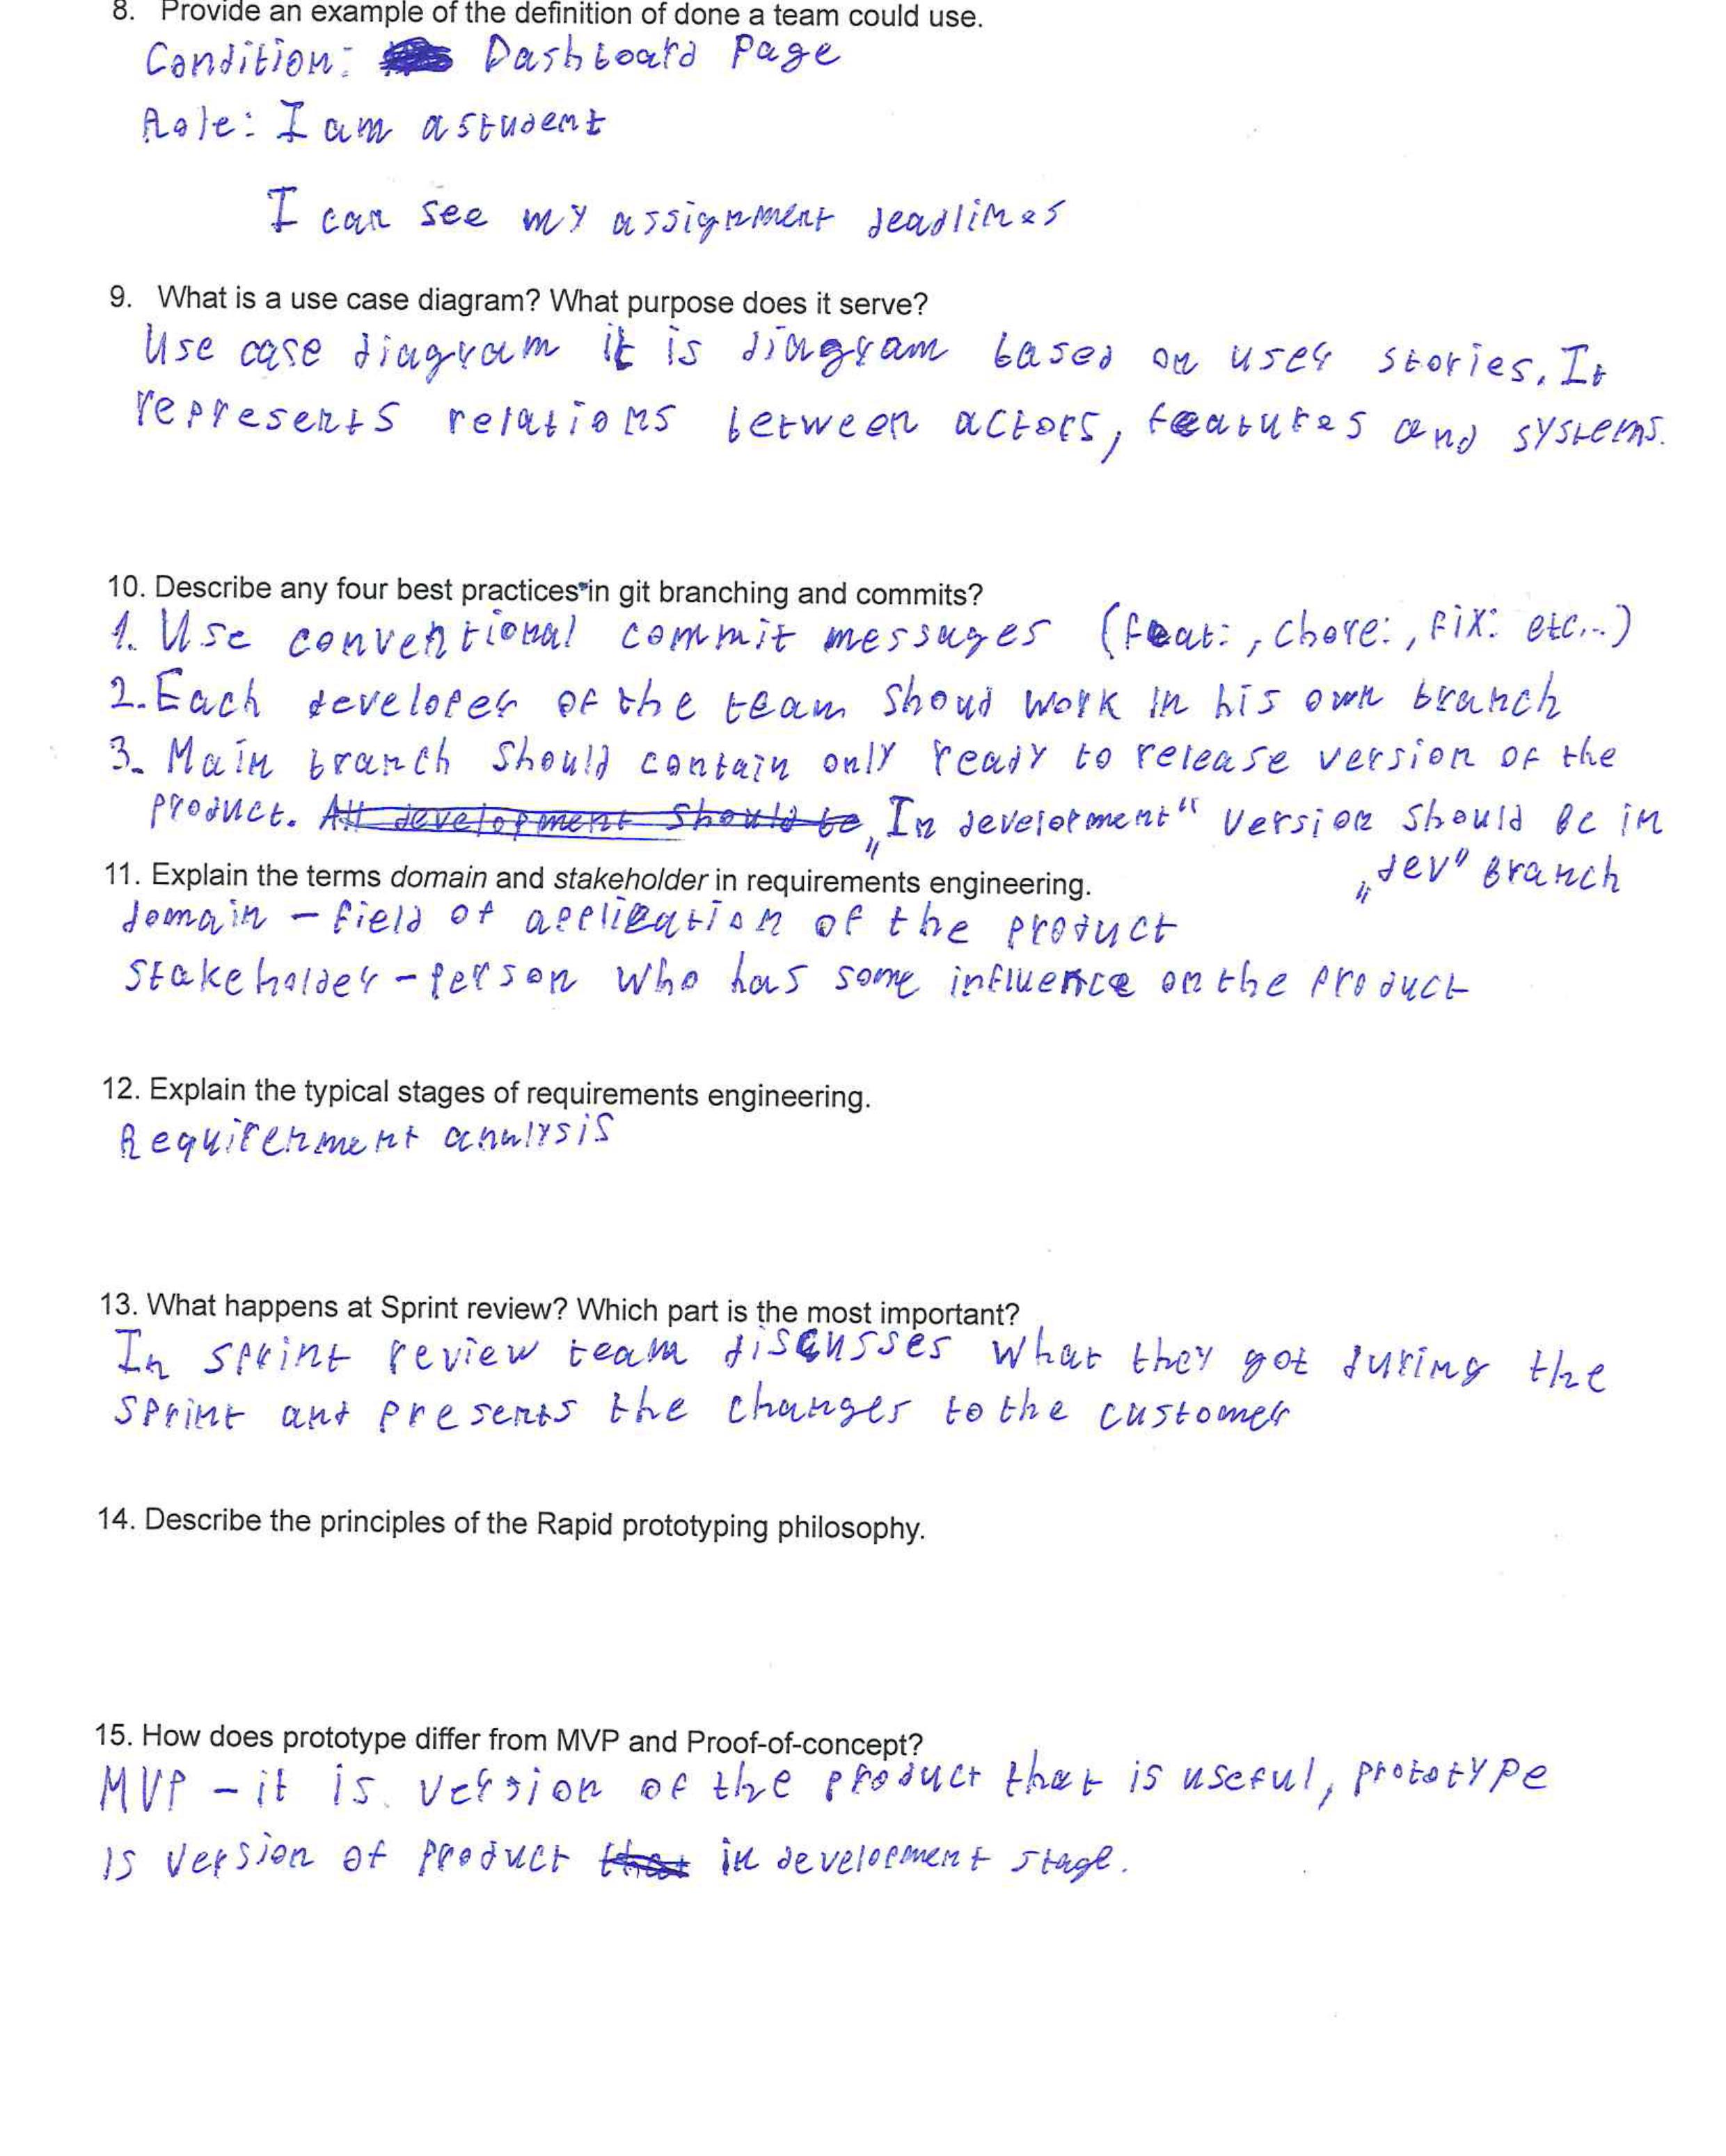 8. Provide an example of the definition of done a team could use.
Condition: Dashboard Page
Role: I am a student
I can see my assignment deadlines
9. What is a use case diagram? What purpose does it serve?
Use case diagram it is diagram based on user stories. It
represents relations between actors, features and systems.
10. Describe any four best practices in git branching and commits?
1. Use conventional commit messages (feat: , chore: , fix: etc...)
2. Each developer of the team shoud work in his own branch
3. Main branch should contain only ready to release version of the
product. All development should be „In development“ version should be in
„dev“ branch
11. Explain the terms domain and stakeholder in requirements engineering.
domain – field of application of the product
stakeholder – person who has some influence on the product
12. Explain the typical stages of requirements engineering.
Requirenment analysis
13. What happens at Sprint review? Which part is the most important?
In sprint review team discusses what they got during the
sprint and presents the changes to the customer
14. Describe the principles of the Rapid prototyping philosophy.
15. How does prototype differ from MVP and Proof-of-concept?
MVP – it is version of the product that is useful, prototype
is version of product that in development stage.